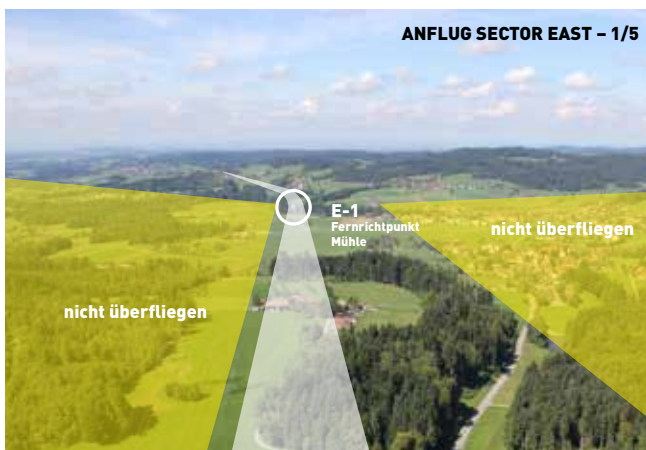 ANFLUG SECTOR EAST – 1/5
E-1
Fernrichtpunkt
Mühle
nicht überfliegen
nicht überfliegen